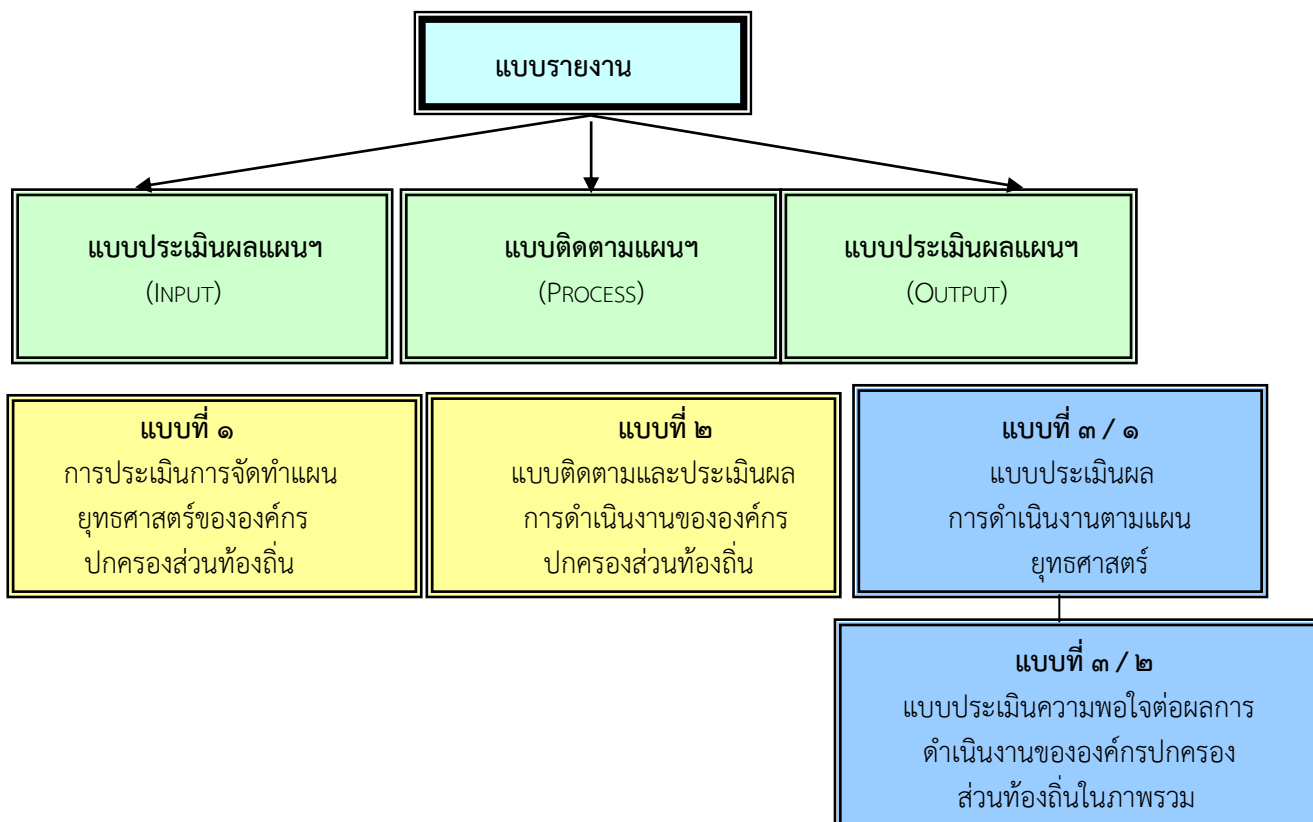 แบบรายงาน
แบบประเมินผลแผนฯ
(INPUT)
แบบติดตามแผนฯ
(PROCESS)
แบบประเมินผลแผนฯ
(OUTPUT)
แบบที่ ๑
การประเมินการจัดทำแผน
ยุทธศาสตร์ขององค์กร
ปกครองส่วนท้องถิ่น
แบบที่ ๒
แบบติดตามและประเมินผล
การดำเนินงานขององค์กร
ปกครองส่วนท้องถิ่น
แบบที่ ๓ / ๑
แบบประเมินผล
การดำเนินงานตามแผน
ยุทธศาสตร์
แบบที่ ๓ / ๒
แบบประเมินความพอใจต่อผลการ
ดำเนินงานขององค์กรปกครอง
ส่วนท้องถิ่นในภาพรวม